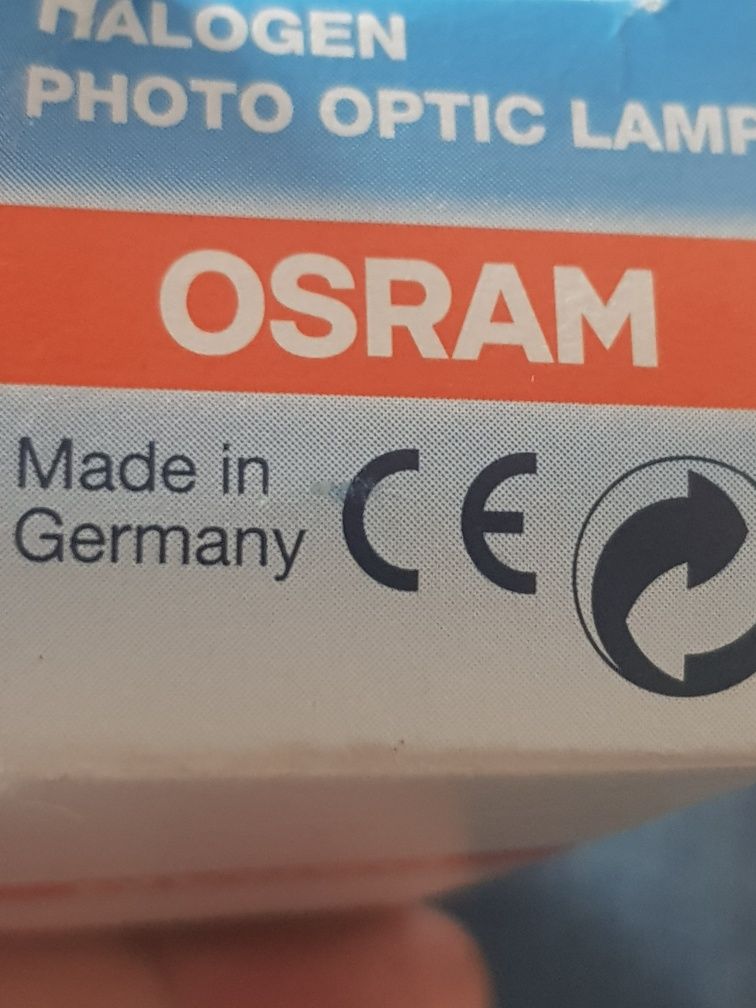 HALOGEN
PHOTO OPTIC LAMP
OSRAM
Made in
Germany
CE